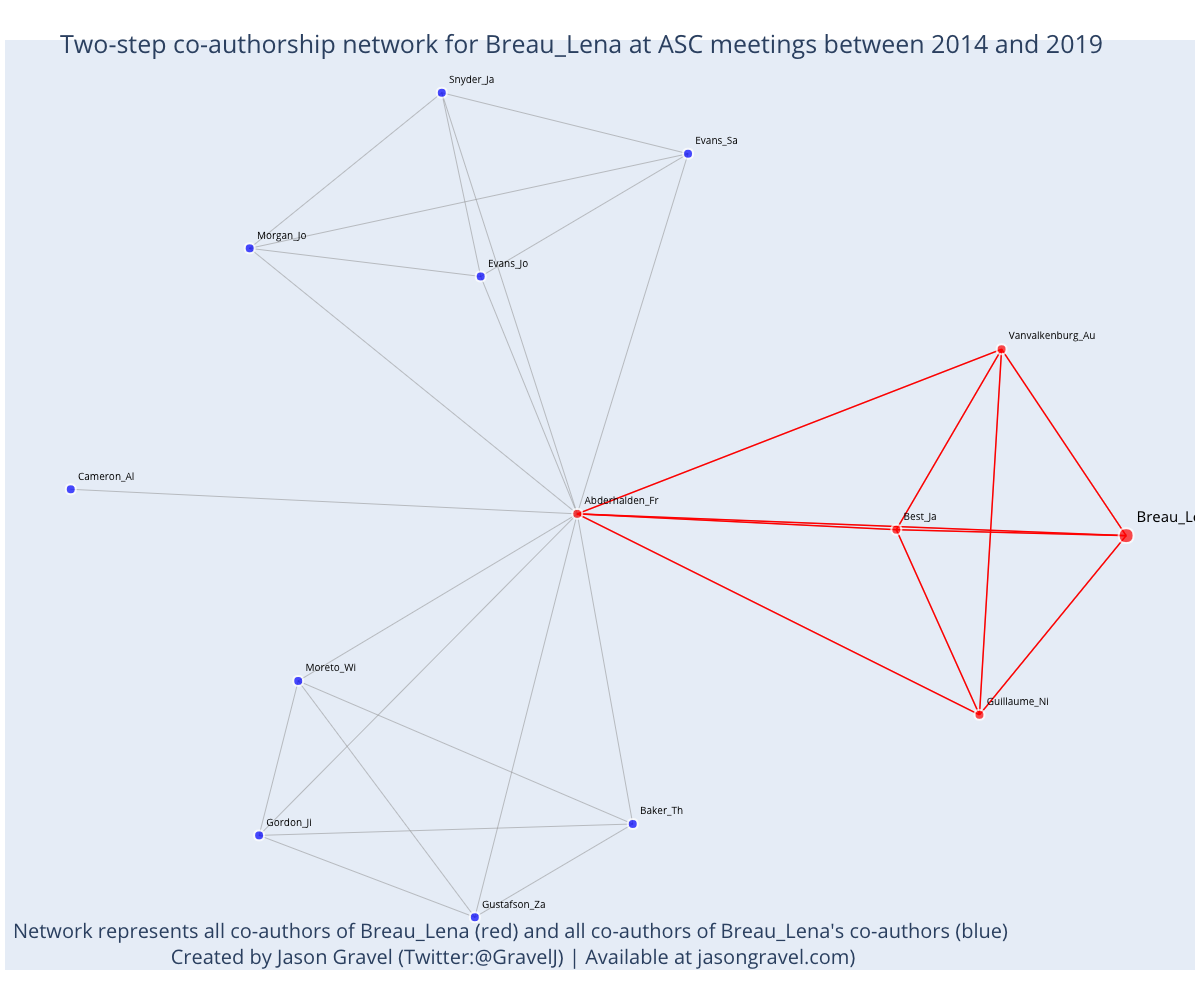 Two-step co-authorship network for Breau_Lena at ASC meetings between 2014 and 2019
Snyder_Ja
Evans_Sa
Morgan_Jo
Evans_Jo
Vanvalkenburg_Au
Cameron_Al
Abderhalden_Fr
Best_Ja
Breau_Le
Moreto_Wi
Guillaume_Ni
Baker_Th
Gordon_Ji
Gustafson_Za
Network represents all co-authors of Breau_Lena (red) and all co-authors of Breau_Lena's co-authors (blue)
Created by Jason Gravel (Twitter:@GravelJ) | Available at jasongravel.com)